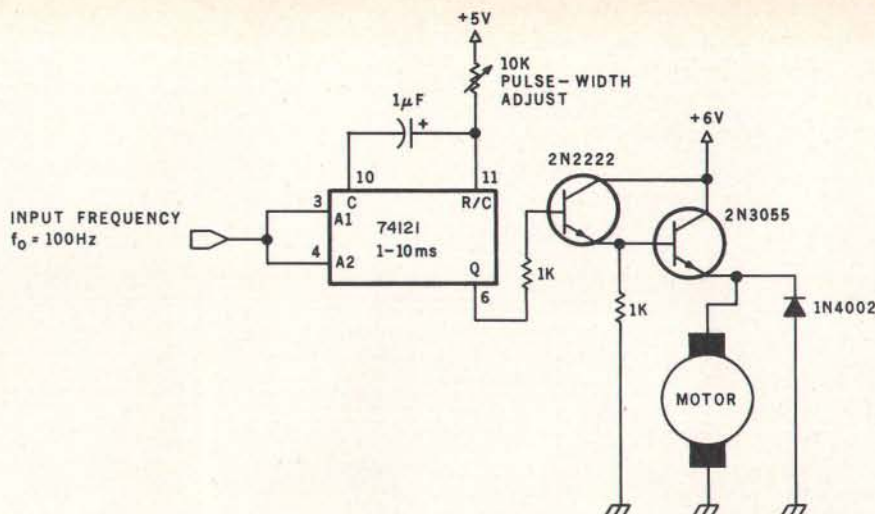 +5V
10K
PULSE-WIDTH
ADJUST
1µF
+
+6V
2N2222
10
11
3
C
R/C
A1
74121
2N3055
INPUT FREQUENCY
f₀ = 100Hz
1-10ms
4
A2
Q
6
1K
1K
1N4002
MOTOR